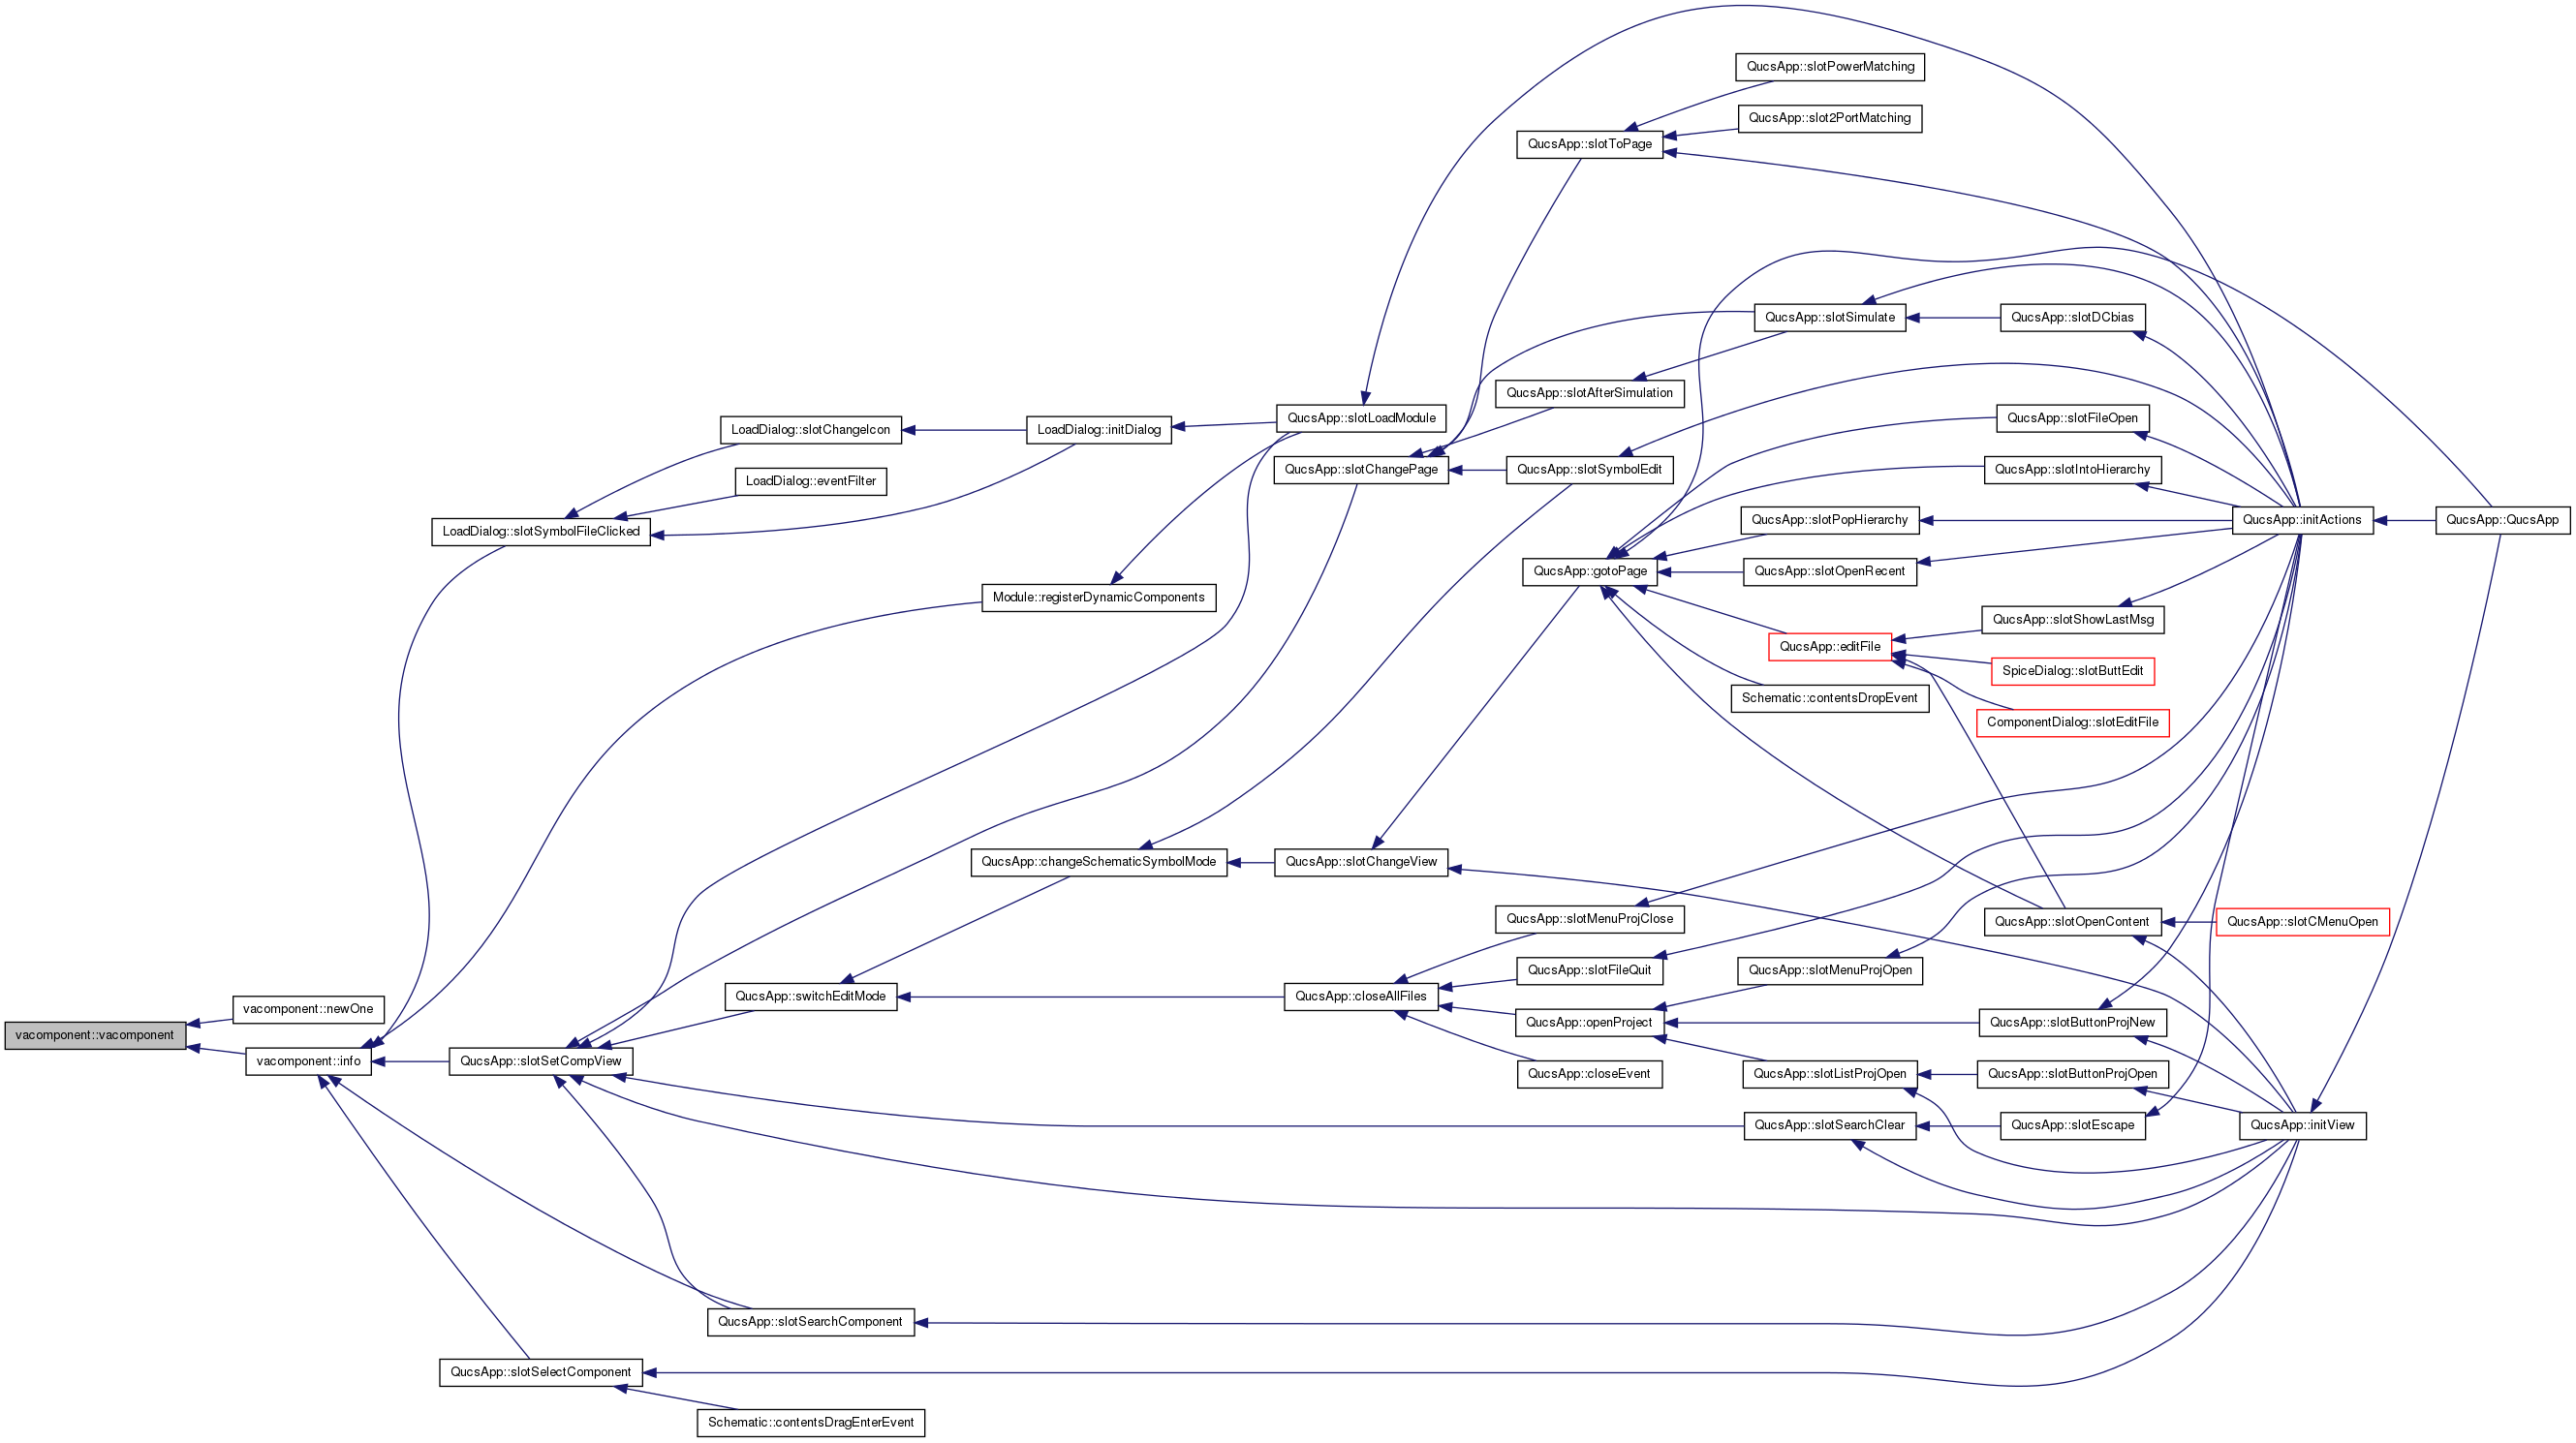 QucsApp::slotPowerMatching
QucsApp::slot2PortMatching
QucsApp::slotToPage
QucsApp::slotSimulate
QucsApp::slotDCbias
QucsApp::slotAfterSimulation
LoadDialog::slotChangeIcon
LoadDialog::initDialog
QucsApp::slotLoadModule
QucsApp::slotFileOpen
LoadDialog::eventFilter
QucsApp::slotChangePage
QucsApp::slotSymbolEdit
QucsApp::slotIntoHierarchy
LoadDialog::slotSymbolFileClicked
QucsApp::slotPopHierarchy
QucsApp::initActions
QucsApp::QucsApp
QucsApp::gotoPage
QucsApp::slotOpenRecent
Module::registerDynamicComponents
QucsApp::slotShowLastMsg
QucsApp::editFile
SpiceDialog::slotButtEdit
Schematic::contentsDropEvent
ComponentDialog::slotEditFile
QucsApp::changeSchematicSymbolMode
QucsApp::slotChangeView
QucsApp::slotMenuProjClose
QucsApp::slotOpenContent
QucsApp::slotCMenuOpen
QucsApp::slotFileQuit
QucsApp::slotMenuProjOpen
QucsApp::switchEditMode
QucsApp::closeAllFiles
vacomponent::newOne
QucsApp::openProject
QucsApp::slotButtonProjNew
vacomponent::vacomponent
vacomponent::info
QucsApp::slotSetCompView
QucsApp::closeEvent
QucsApp::slotListProjOpen
QucsApp::slotButtonProjOpen
QucsApp::slotSearchClear
QucsApp::slotEscape
QucsApp::initView
QucsApp::slotSearchComponent
QucsApp::slotSelectComponent
Schematic::contentsDragEnterEvent